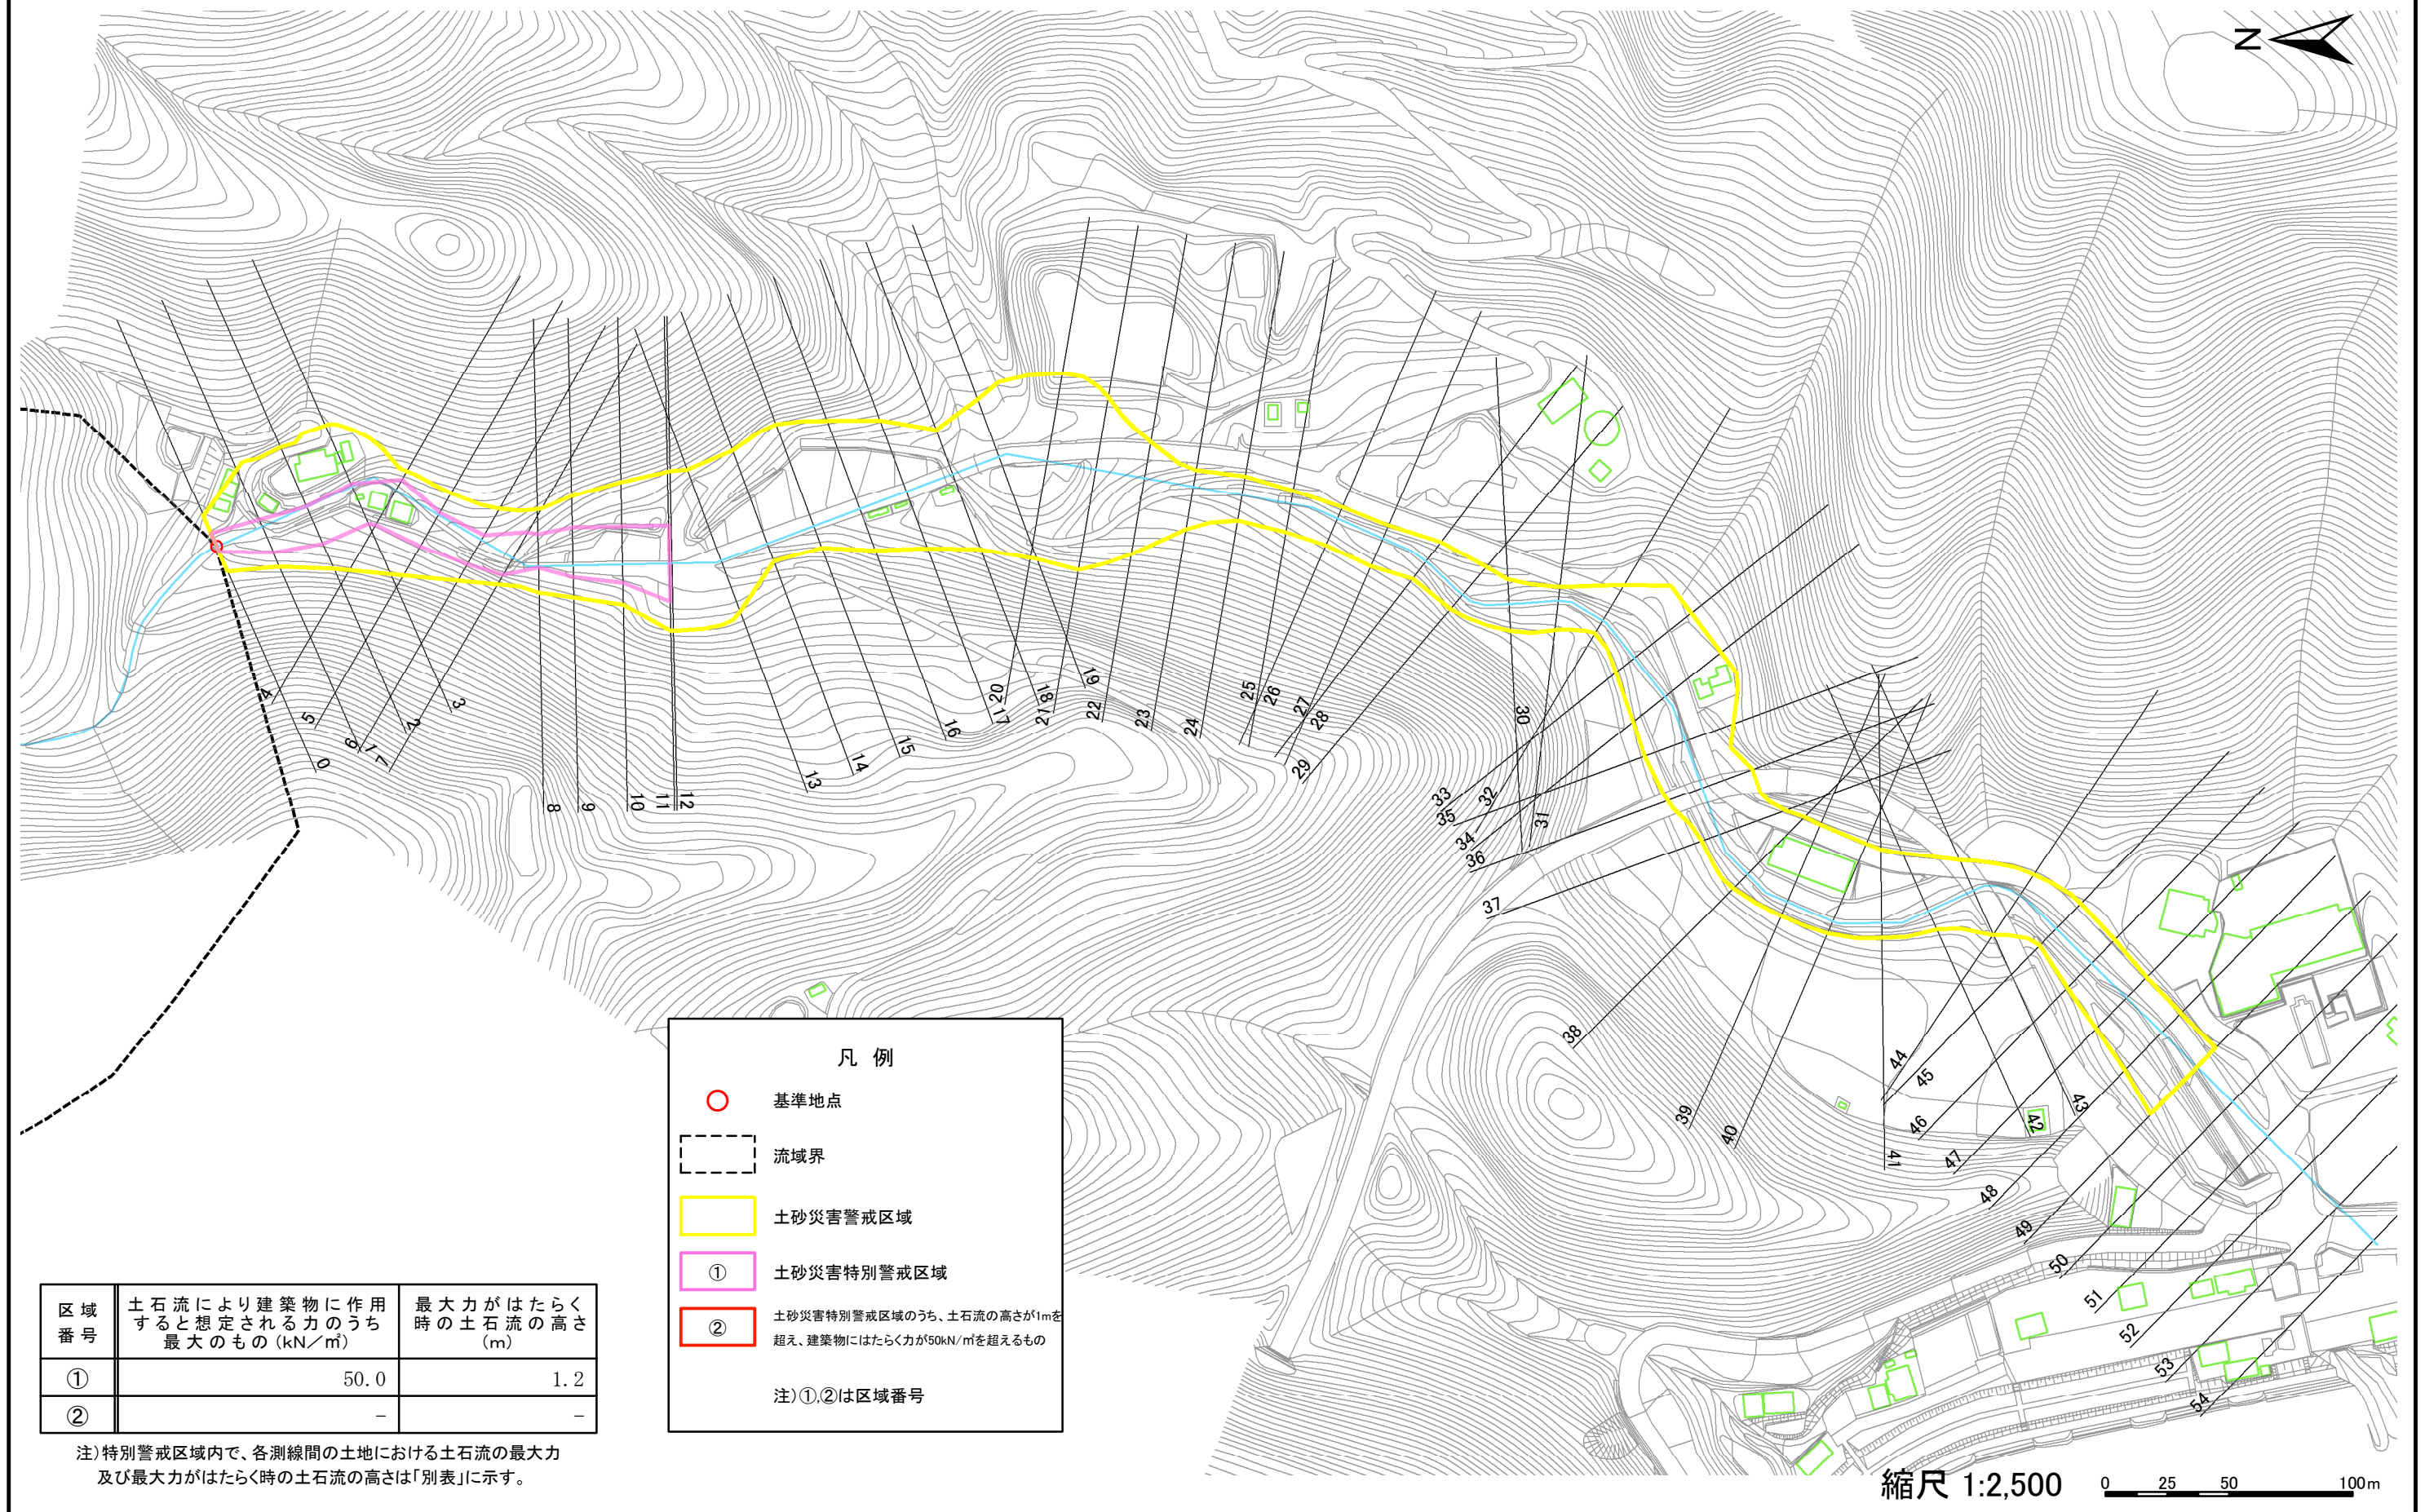 N
4
5
6
1
7
0
2
3
8
9
10
11
12
13
14
15
16
20
17
18
21
19
22
23
24
25
26
27
28
29
30
31
32
33
35
34
36
37
38
39
40
41
42
43
44
45
46
47
48
49
50
51
52
53
54
凡 例
基準地点
流域界
土砂災害警戒区域
① 土砂災害特別警戒区域
② 土砂災害特別警戒区域のうち、土石流の高さが1mを
超え、建築物にはたらく力が50kN/㎡を超えるもの
注)①,②は区域番号
区域
番号
土石流により建築物に作用
すると想定される力のうち
最大のもの(kN/㎡)
最大力がはたらく
時の土石流の高さ
(m)
① 50.0 1.2
② − −
注)特別警戒区域内で、各測線間の土地における土石流の最大力
及び最大力がはたらく時の土石流の高さは「別表」に示す。
縮尺 1:2,500
0 25 50 100m